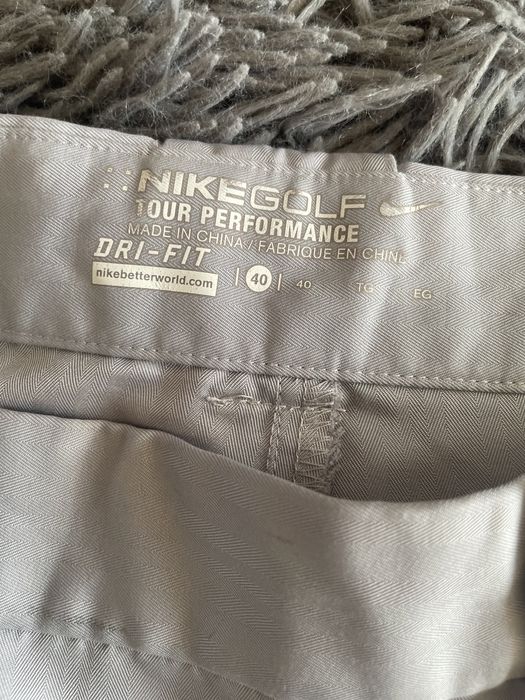 NIKEGOLF
TOUR PERFORMANCE
MADE IN CHINA / FABRIQUE EN CHINE
DRI-FIT
nikebetterworld.com | 40 | 40 TG EG